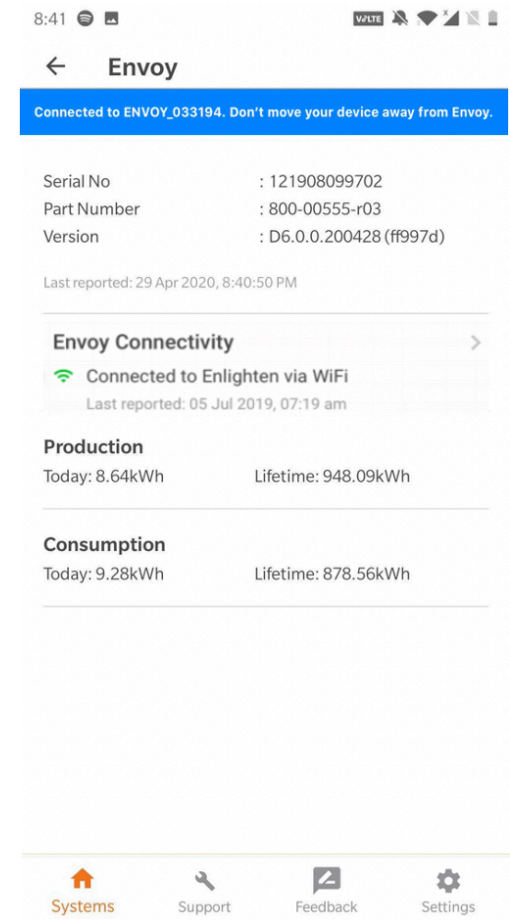 8:41 VoLTE
Envoy
Connected to ENVOY_033194. Don't move your device away from Envoy.
Serial No : 121908099702
Part Number : 800-00555-r03
Version : D6.0.0.200428 (ff997d)
Last reported: 29 Apr 2020, 8:40:50 PM
Envoy Connectivity
Connected to Enlighten via WiFi
Last reported: 05 Jul 2019, 07:19 am
Production
Today: 8.64kWh Lifetime: 948.09kWh
Consumption
Today: 9.28kWh Lifetime: 878.56kWh
Systems Support Feedback Settings